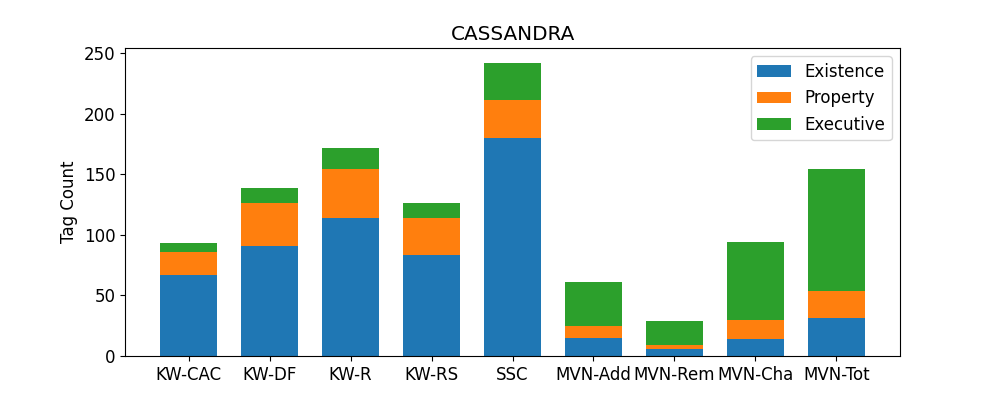 CASSANDRA
Tag Count
250
200
150
100
50
0
Existence
Property
Executive
KW-CAC KW-DF KW-R KW-RS SSC MVN-Add MVN-Rem MVN-Cha MVN-Tot